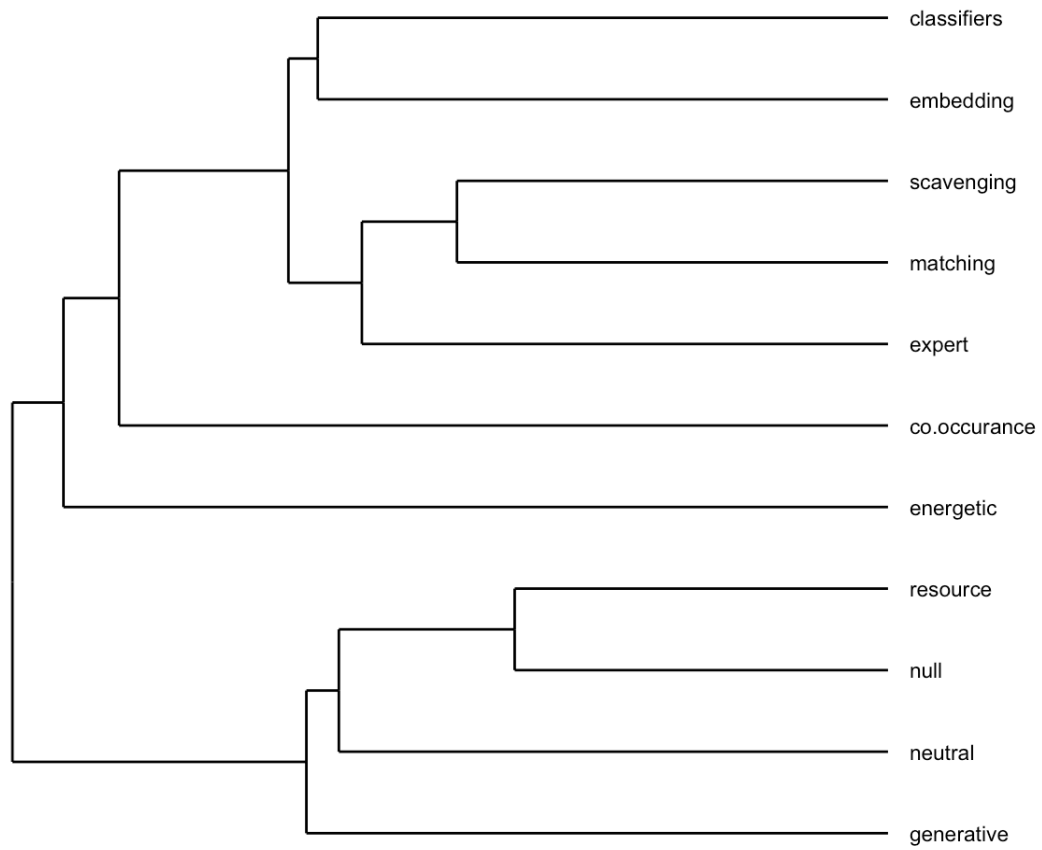 classifiers
embedding
scavenging
matching
expert
co.occurance
energetic
resource
null
neutral
generative